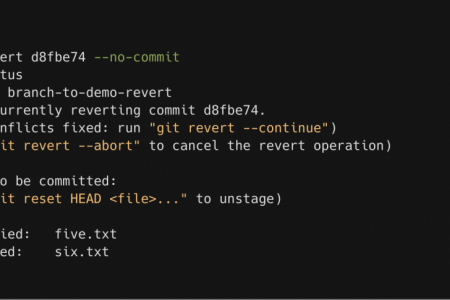 ert d8fbe74 --no-commit
tus
branch-to-demo-revert
urrently reverting commit d8fbe74.
nflicts fixed: run "git revert --continue")
it revert --abort" to cancel the revert operation)
o be committed:
it reset HEAD <file>..." to unstage)
ied: five.txt
ed: six.txt